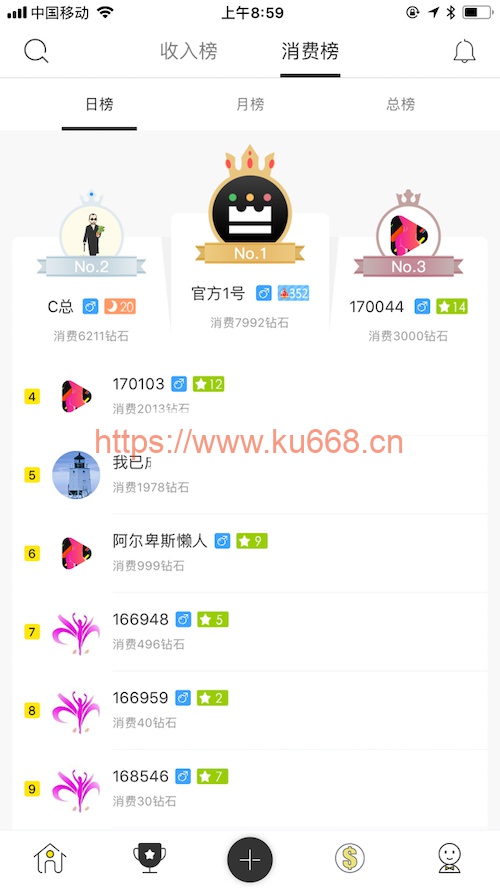 中国移动 上午8:59
收入榜 消费榜
日榜 月榜 总榜
No.1
No.2
No.3
官方1号 352
消费7992钻石
C总 20
消费6211钻石
170044 14
消费3000钻石
4 170103 12
消费2013钻石
https://www.ku668.cn
5 我已
消费1978钻石
6 阿尔卑斯懒人 9
消费999钻石
7 166948 5
消费496钻石
8 166959 2
消费40钻石
9 168546 7
消费30钻石